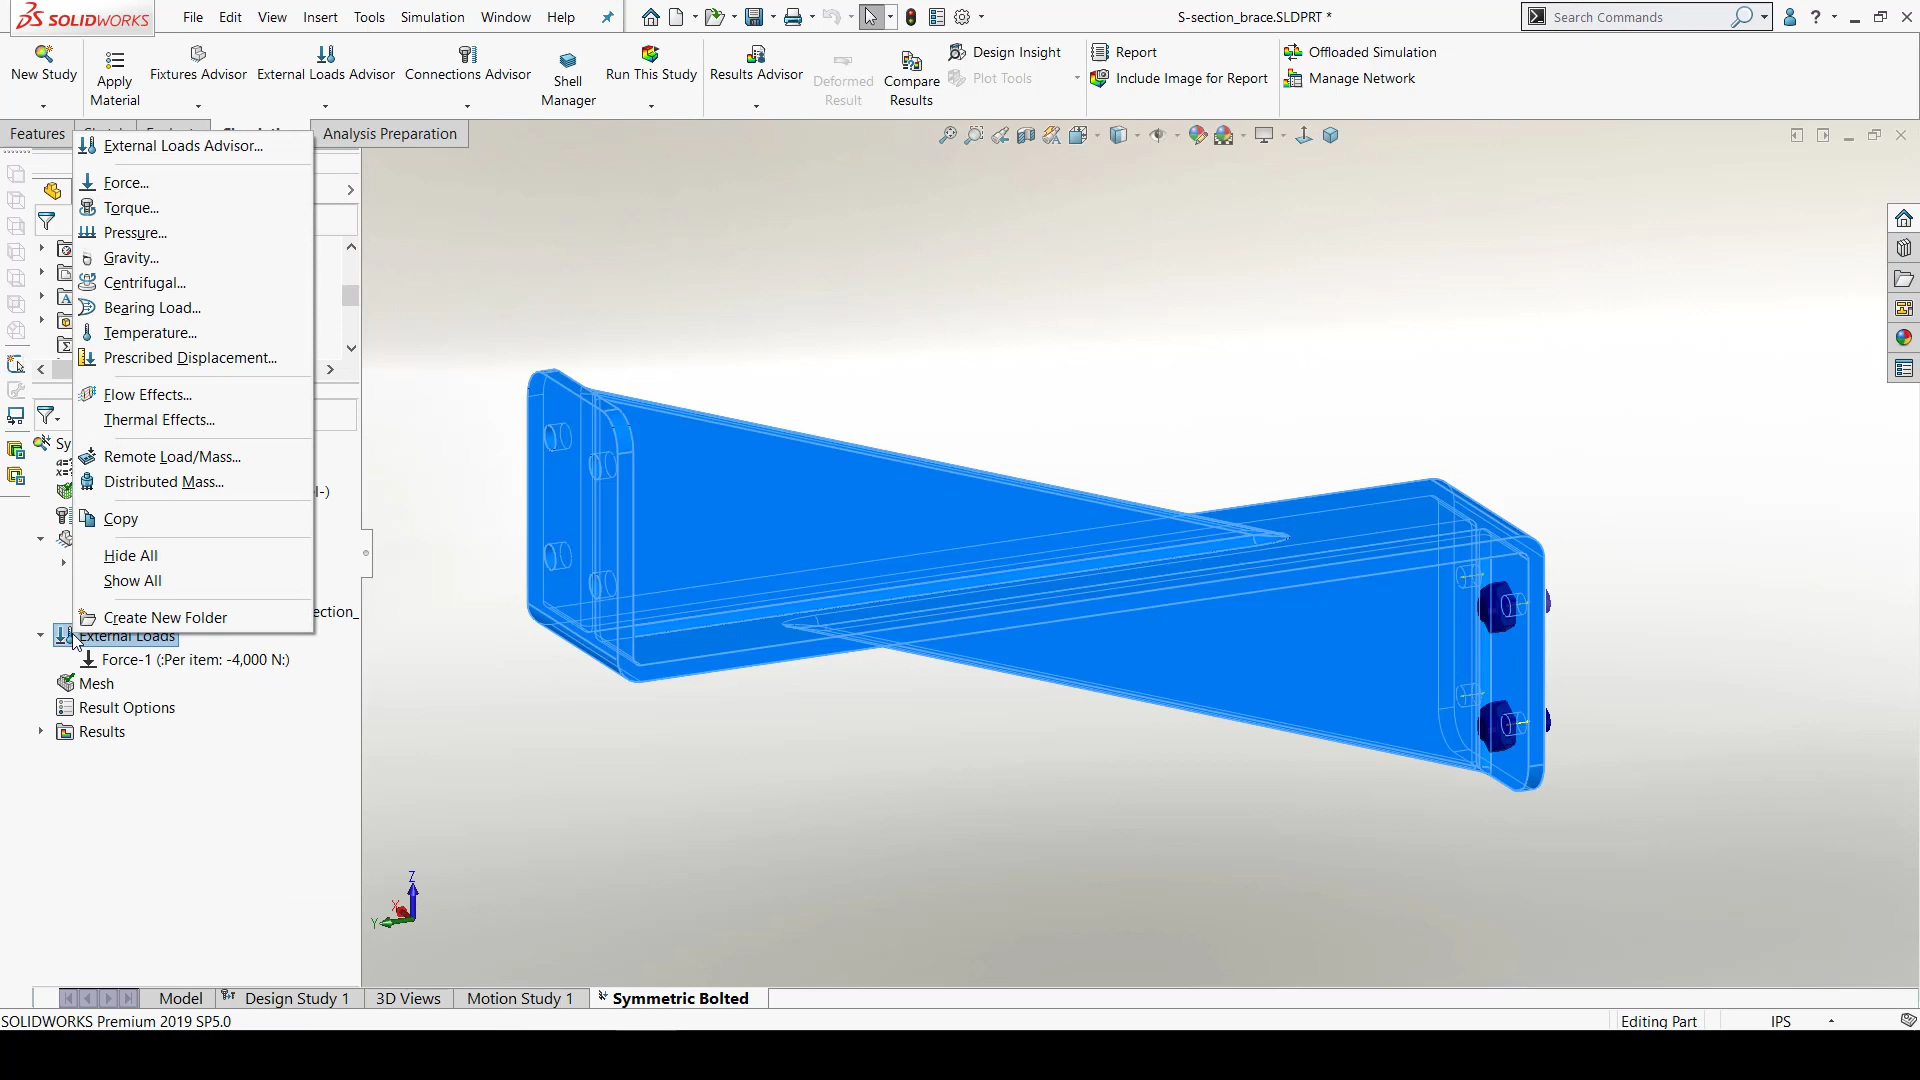 SOLIDWORKS
File Edit View Insert Tools Simulation Window Help
S-section_brace.SLDPRT *
Search Commands
New Study
Apply Material
Fixtures Advisor
External Loads Advisor
Connections Advisor
Shell Manager
Run This Study
Results Advisor
Deformed Result
Compare Results
Design Insight
Plot Tools
Report
Include Image for Report
Offloaded Simulation
Manage Network
Features
Analysis Preparation
External Loads Advisor...
Force...
Torque...
Pressure...
Gravity...
Centrifugal...
Bearing Load...
Temperature...
Prescribed Displacement...
Flow Effects...
Thermal Effects...
Remote Load/Mass...
Distributed Mass...
Copy
Hide All
Show All
Create New Folder
Sy
l-)
ection_
External Loads
Force-1 (:Per item: -4,000 N:)
Mesh
Result Options
Results
Z
X
Y
Model Design Study 1 3D Views Motion Study 1 Symmetric Bolted
SOLIDWORKS Premium 2019 SP5.0
Editing Part
IPS